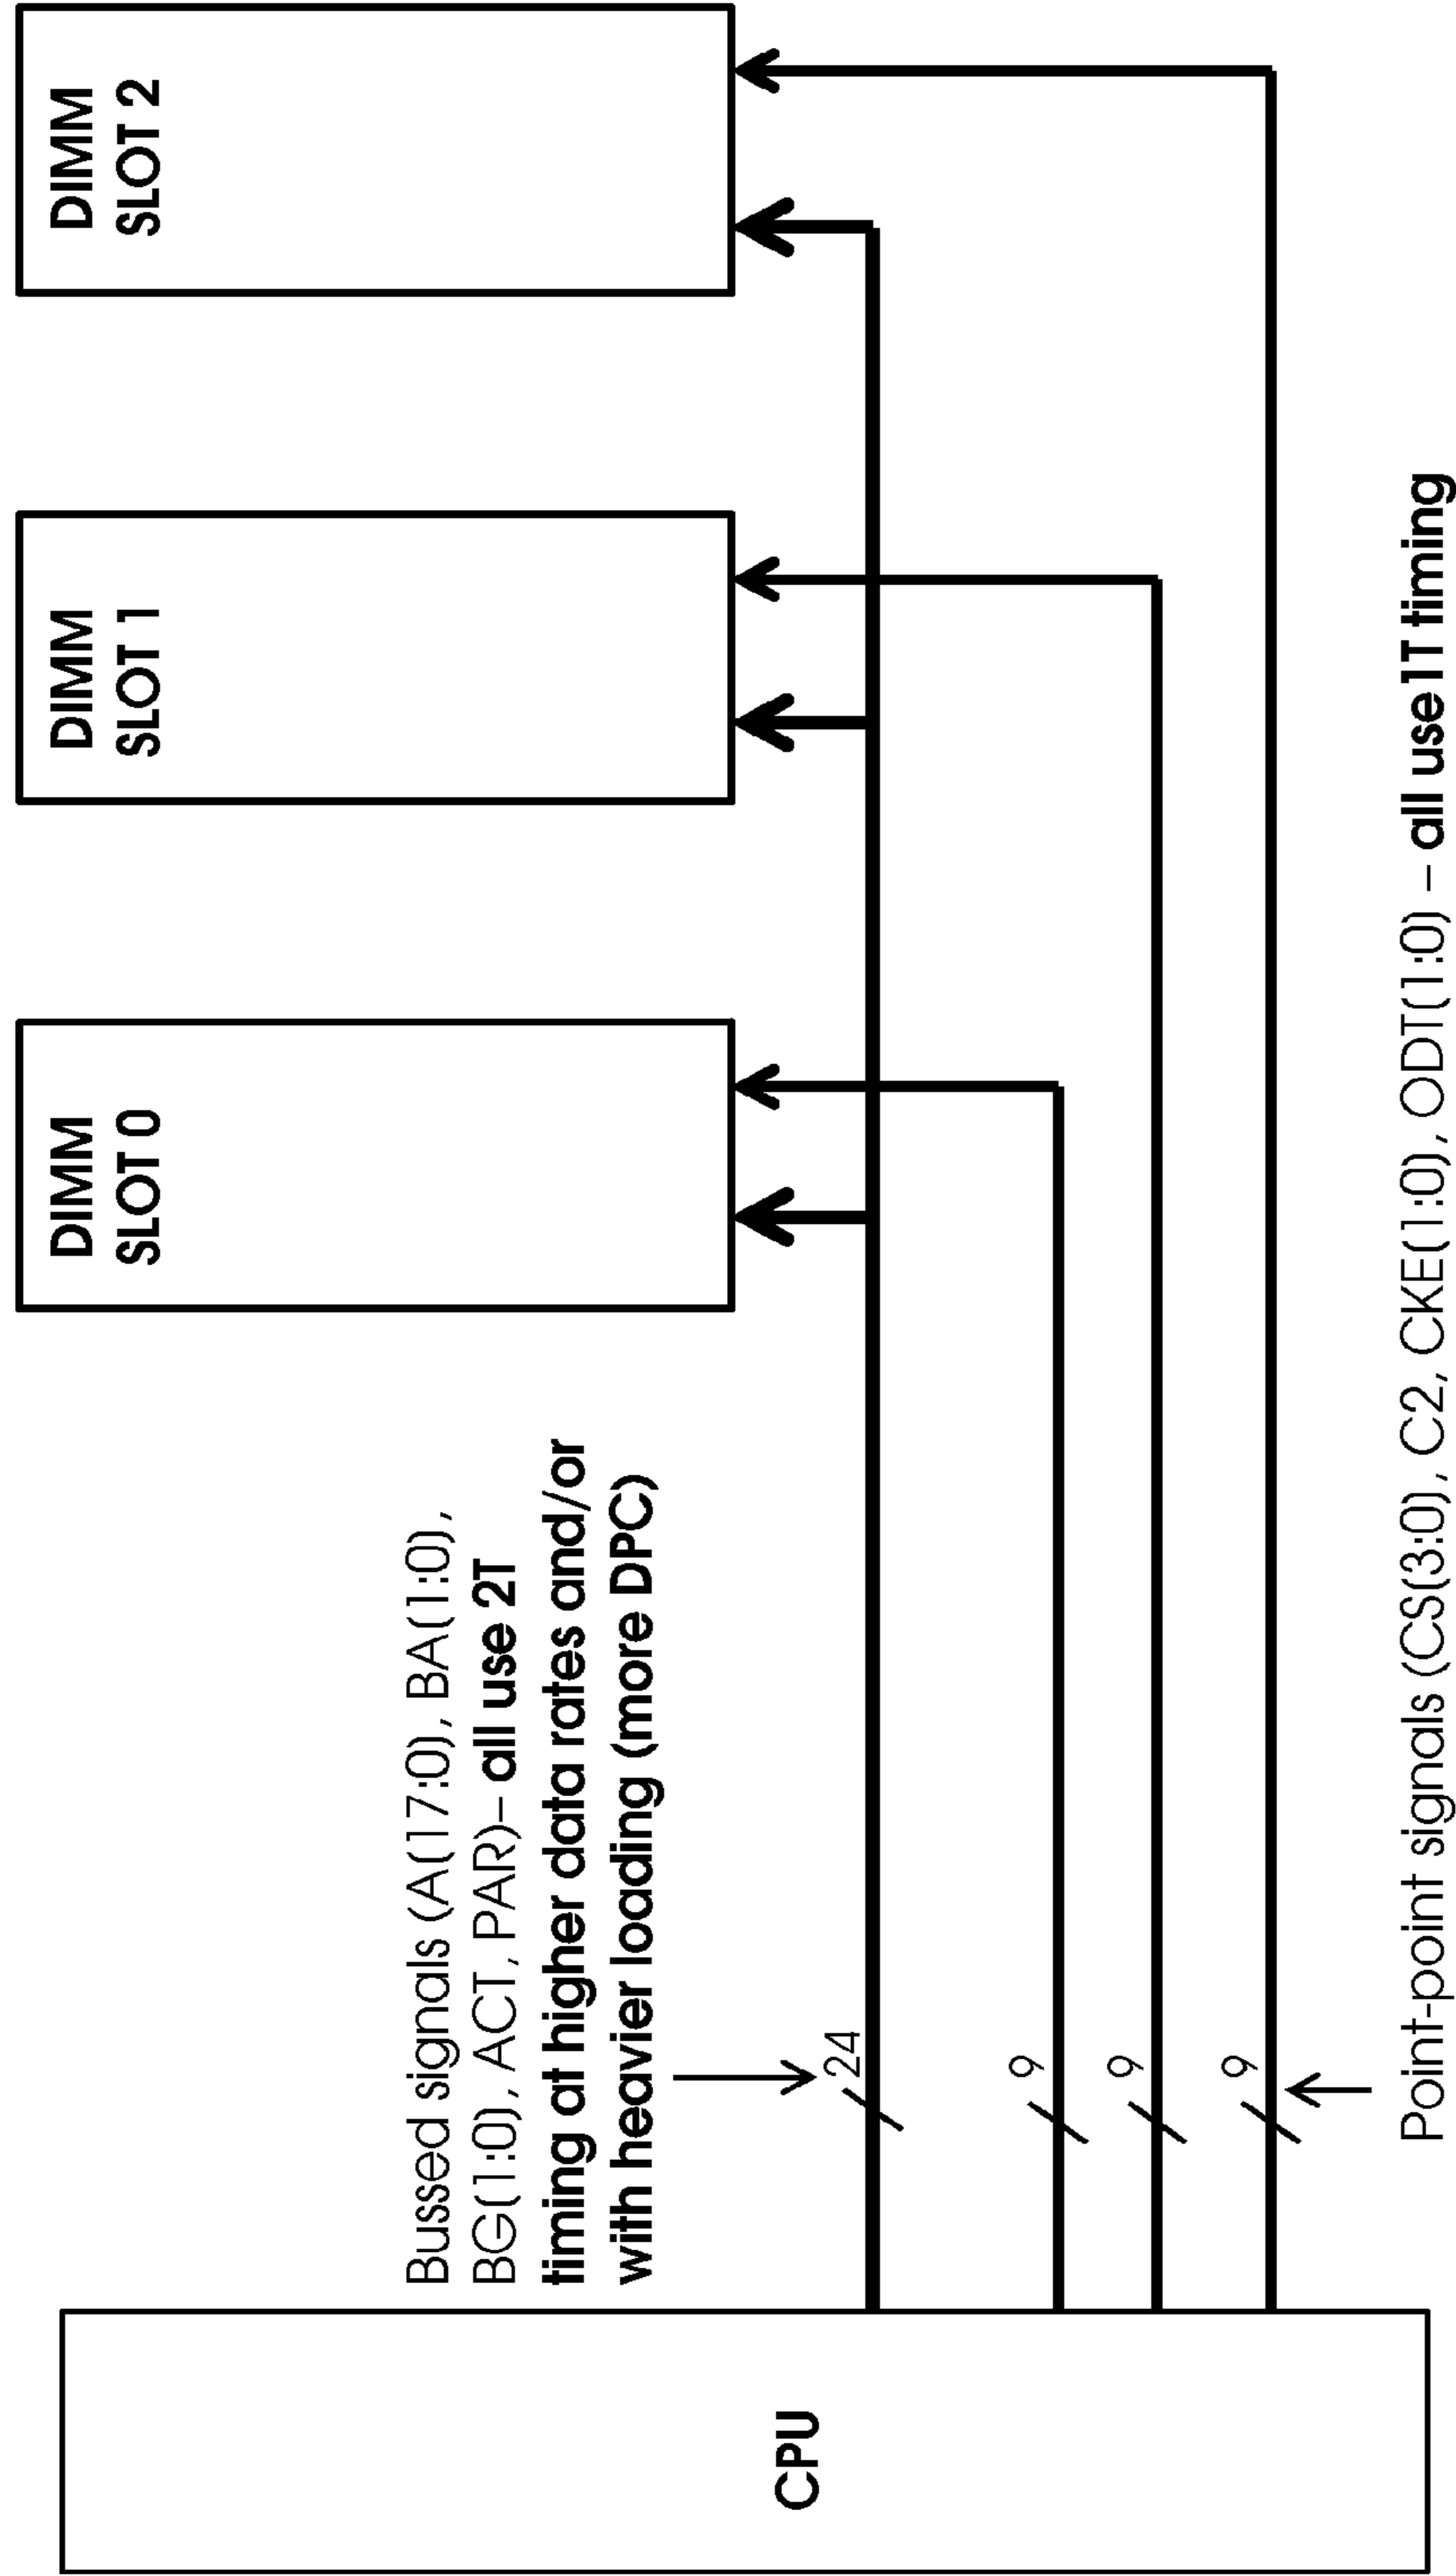 DIMM
SLOT 0
DIMM
SLOT 1
DIMM
SLOT 2
Bussed signals (A(17:0), BA(1:0),
BG(1:0), ACT, PAR)– all use 2T
timing at higher data rates and/or
with heavier loading (more DPC)
24
9
9
9
CPU
Point-point signals (CS(3:0), C2, CKE(1:0), ODT(1:0) – all use 1T timing